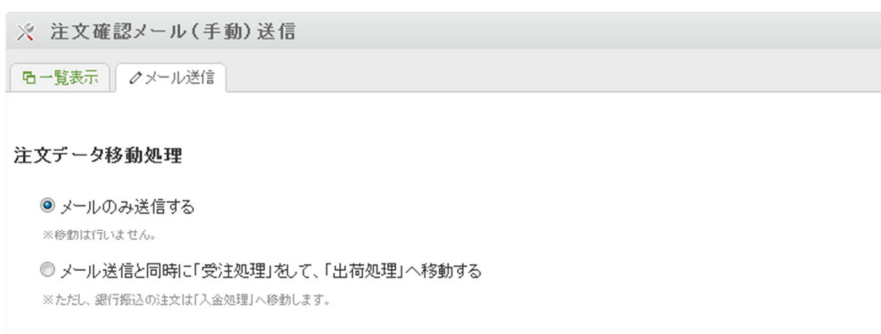 注文確認メール(手動)送信
一覧表示 メール送信
注文データ移動処理
メールのみ送信する
※移動は行いません。
メール送信と同時に「受注処理」をして、「出荷処理」へ移動する
※ただし、銀行振込の注文は「入金処理」へ移動します。